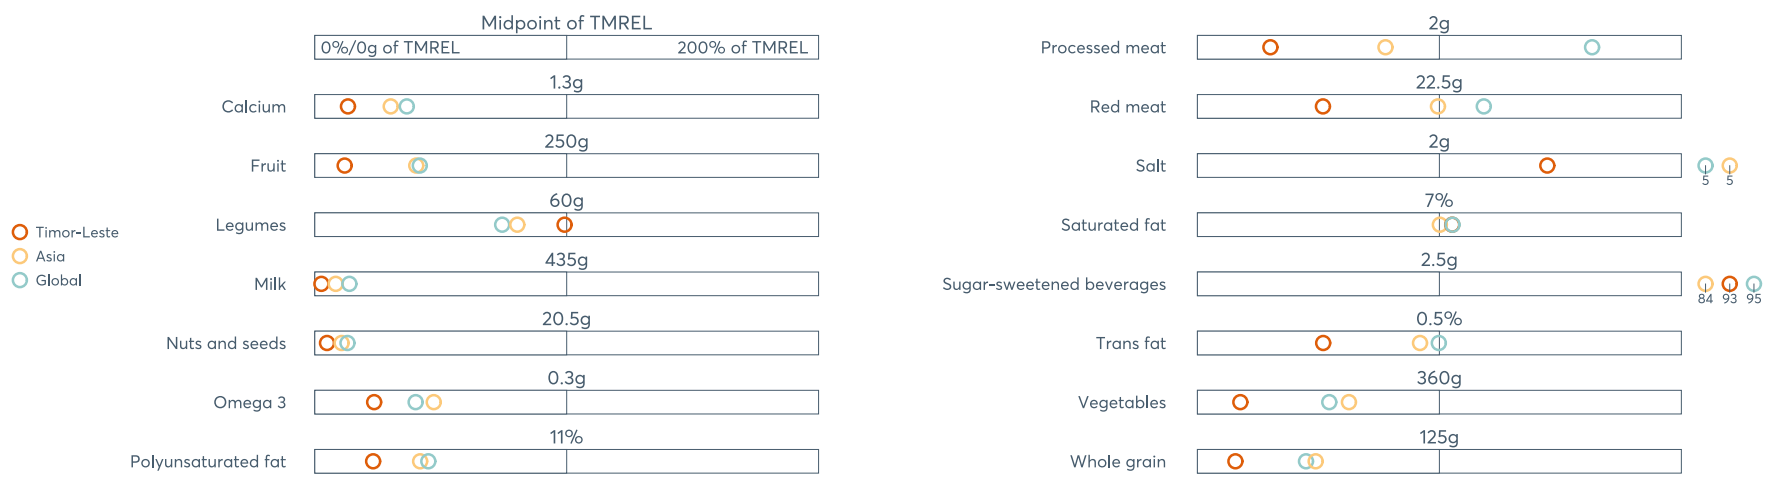 Midpoint of TMREL
0%/0g of TMREL 200% of TMREL
1.3g
Calcium
250g
Fruit
60g
Legumes
435g
Milk
20.5g
Nuts and seeds
0.3g
Omega 3
11%
Polyunsaturated fat
Timor-Leste
Asia
Global
2g
Processed meat
22.5g
Red meat
2g
Salt
5 5
7%
Saturated fat
2.5g
Sugar-sweetened beverages
84 93 95
0.5%
Trans fat
360g
Vegetables
125g
Whole grain